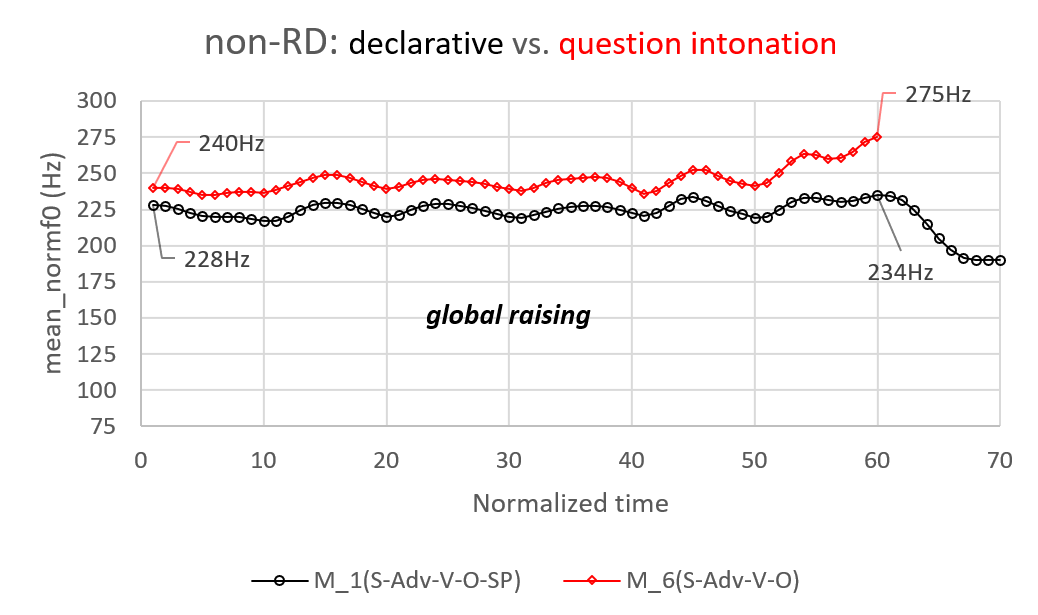 non-RD: declarative vs. question intonation
300
275
250
225
200
175
150
125
100
75
mean_normf0 (Hz)
240Hz
275Hz
228Hz
234Hz
global raising
0 10 20 30 40 50 60 70
Normalized time
M_1(S-Adv-V-O-SP) M_6(S-Adv-V-O)